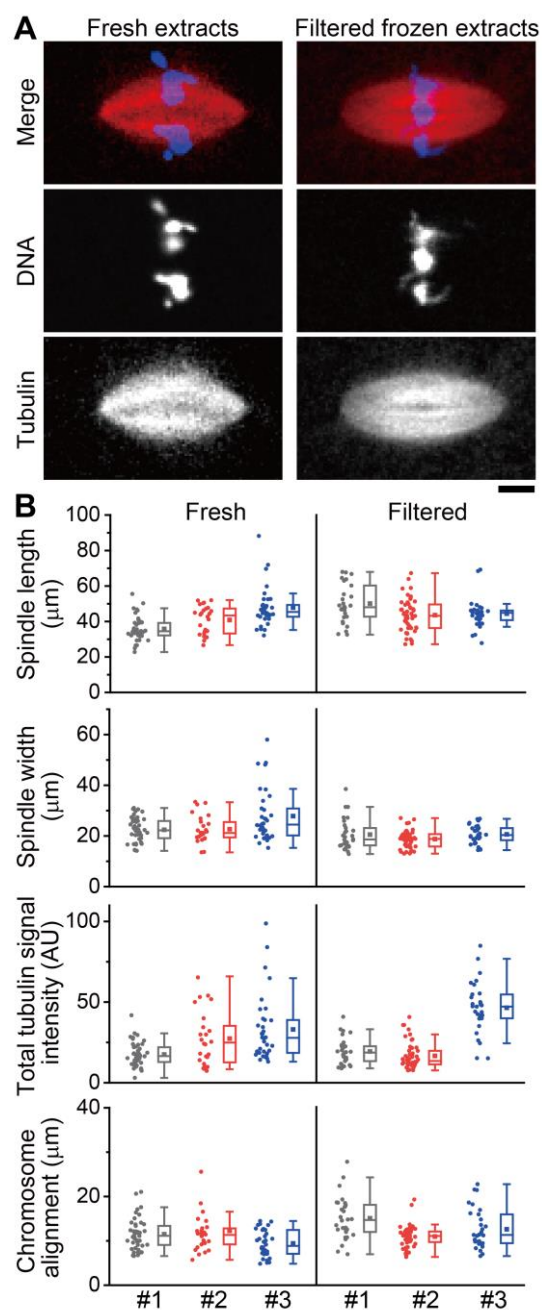 A
Fresh extracts
Filtered frozen extracts
Merge
DNA
Tubulin
B
Fresh
Filtered
Spindle length
(μm)
100
80
60
40
20
0
Spindle width
(μm)
60
40
20
0
Total tubulin signal
intensity (AU)
100
50
0
Chromosome
alignment (μm)
40
20
0
#1
#2
#3
#1
#2
#3